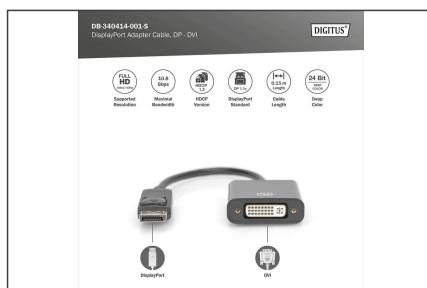 DB-340414-001-S
DisplayPort Adapter Cable, DP - DVI
DIGITUS
FULL
HD
Supported
Resolution
10.8
Gbps
Maximal
Bandwidth
HDCP
1.3
HDCP
Version
DP 1.1a
DisplayPort
Standard
0.15 m
Length
Cable
Length
24 Bit
DEEP
COLOR
Deep
Color
DisplayPort
DVI